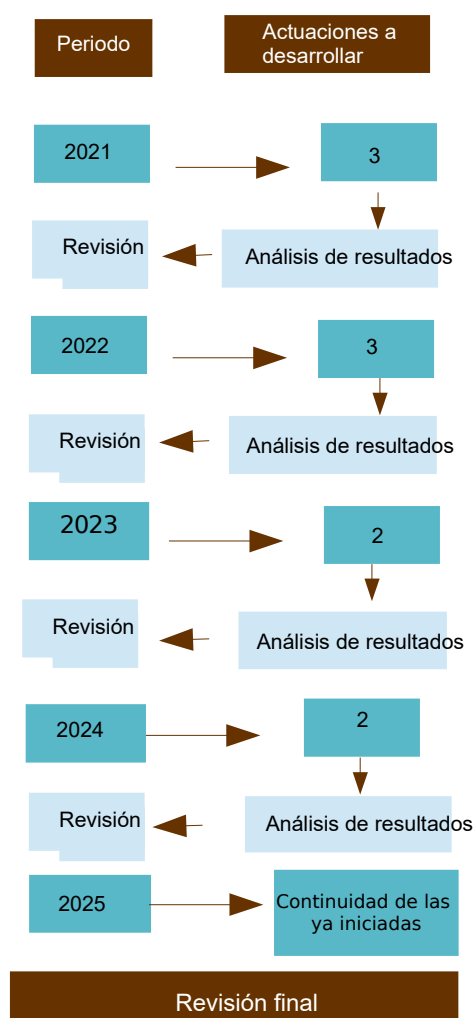 Periodo
Actuaciones a
desarrollar
2021
3
Revisión
Análisis de resultados
2022
3
Revisión
Análisis de resultados
2023
2
Revisión
Análisis de resultados
2024
2
Revisión
Análisis de resultados
2025
Continuidad de las
ya iniciadas
Revisión final